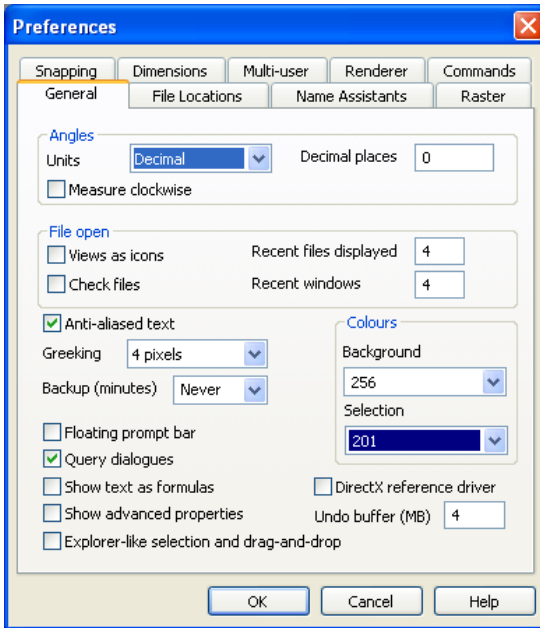 Preferences
Snapping Dimensions Multi-user Renderer Commands
General File Locations Name Assistants Raster
Angles
Units Decimal Decimal places 0
Measure clockwise
File open
Views as icons Recent files displayed 4
Check files Recent windows 4
Anti-aliased text
Greeking 4 pixels
Backup (minutes) Never
Colours
Background
256
Selection
201
Floating prompt bar
Query dialogues
Show text as formulas
DirectX reference driver
Show advanced properties
Undo buffer (MB) 4
Explorer-like selection and drag-and-drop
OK Cancel Help